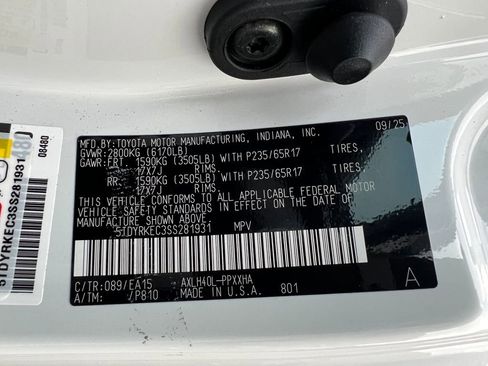 MFD.BY:TOYOTA MOTOR MANUFACTURING, INDIANA, INC. 09/25
GVWR:2800KG (6170LB)
GAWR:FRT. 1590KG (3505LB) WITH P235/65R17 TIRES,
17X7J RIMS
RR 1590KG (3505LB) WITH P235/65R17 TIRES,
17X7J RIMS
THIS VEHICLE CONFORMS TO ALL APPLICABLE FEDERAL MOTOR
VEHICLE SAFETY STANDARDS IN EFFECT ON THE DATE OF
MANUFACTURE SHOWN ABOVE.
5TDYRKEC3SS281931 MPV
C/TR:089/EA15 AXLH40L-PPXXHA
A/TM: /P810 MADE IN U.S.A. 801 A
5TDYRKEC3SS281931
08480